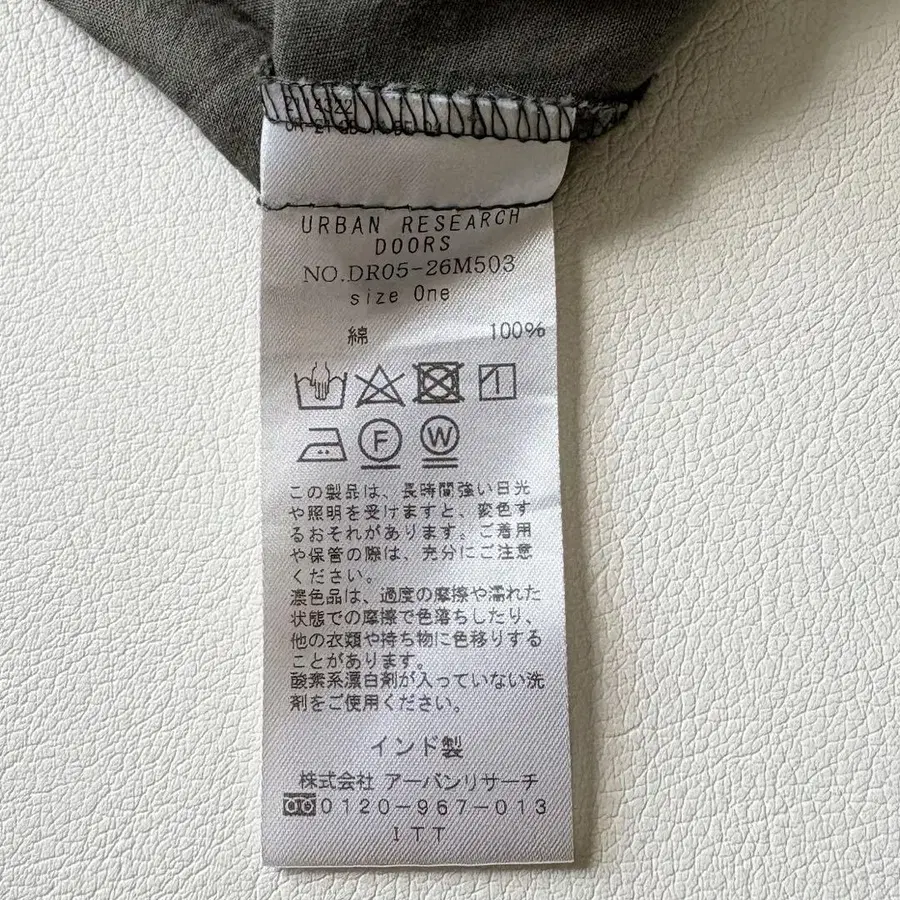 URBAN RESEARCH
DOORS
NO.DR05-26M503
size One
綿 100%
F W
この製品は、長時間強い日光
や照明を受けますと、変色す
るおそれがあります。ご着用
や保管の際は、充分にご注意
ください。
濃色品は、過度の摩擦や濡れた
状態での摩擦で色落ちしたり、
他の衣類や持ち物に色移りする
ことがあります。
酸素系漂白剤が入っていない洗
剤をご使用ください。
インド製
株式会社 アーバンリサーチ
0120-967-013
ITT